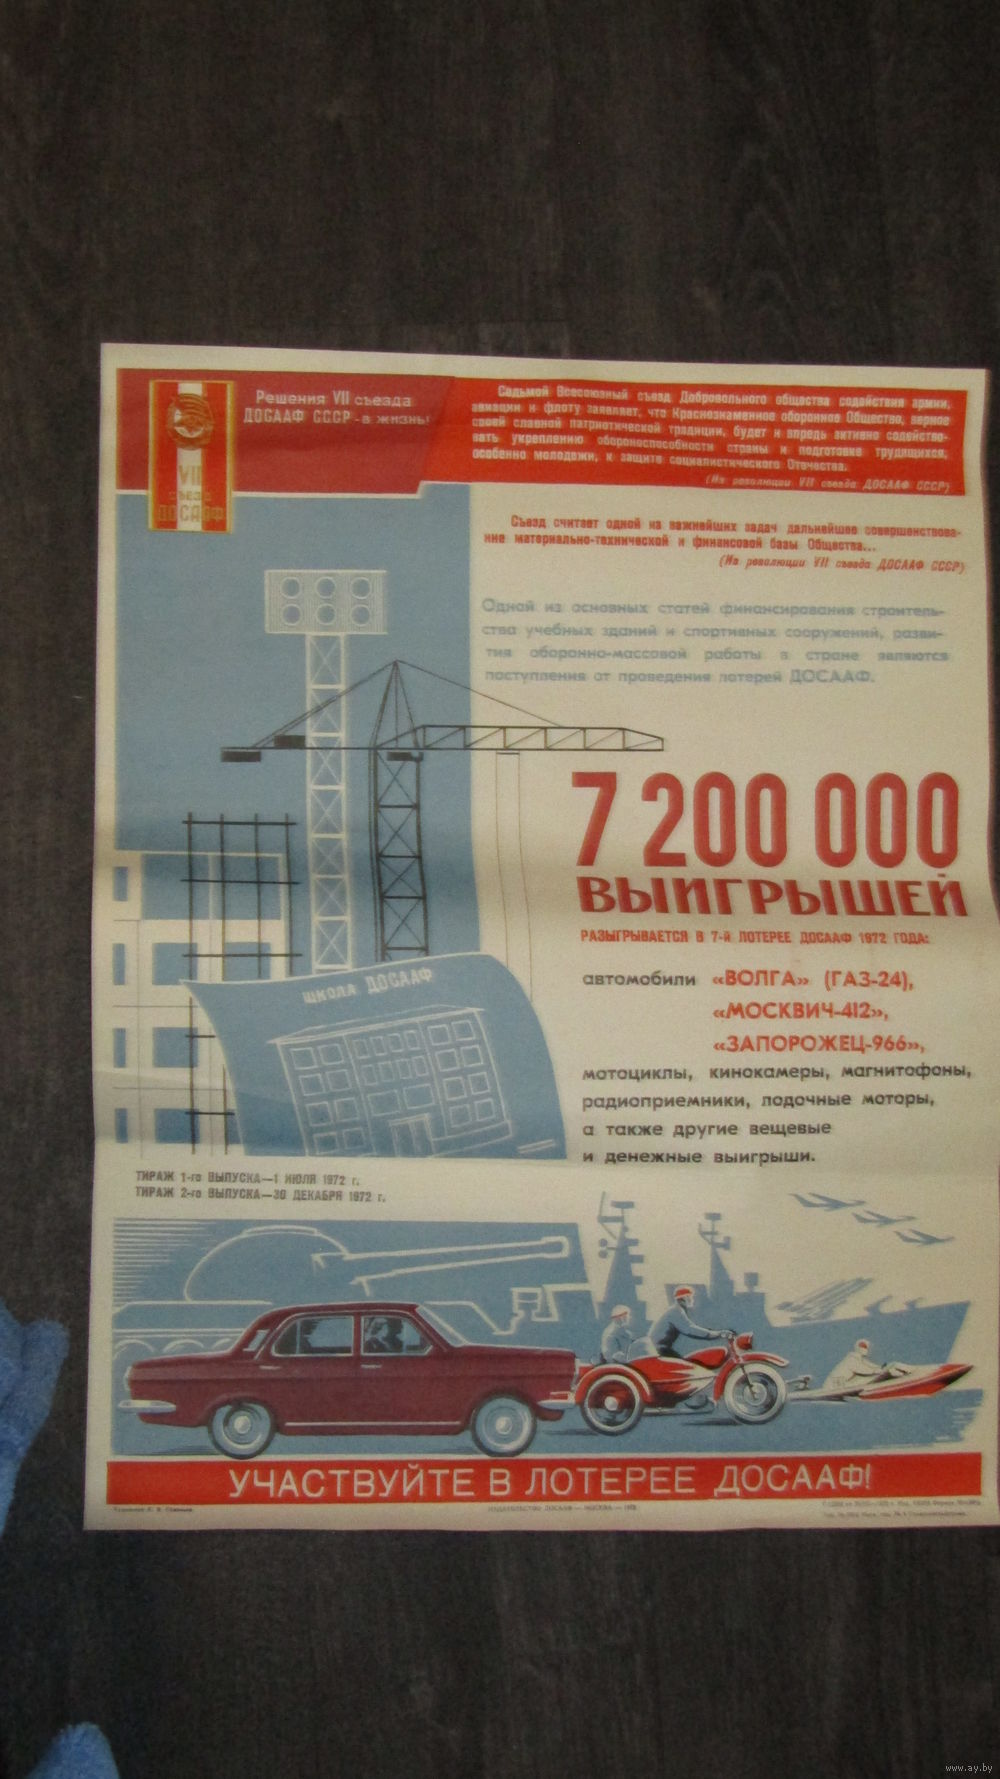 Решения VII съезда
ДОСААФ СССР - в жизнь!
VII
съезд
ДОСААФ
Седьмой Всесоюзный съезд Добровольного общества содействия армии,
авиации и флоту заявляет, что Краснознаменное оборонное Общество, верное
своей славной патриотической традиции, будет и впредь активно содейство-
вать укреплению обороноспособности страны и подготовке трудящихся,
особенно молодежи, к защите социалистического Отечества.
(Из резолюции VII съезда ДОСААФ СССР)
Съезд считает одной из важнейших задач дальнейшее совершенствова-
ние материально-технической и финансовой базы Общества...
(Из резолюции VII съезда ДОСААФ СССР)
Одной из основных статей финансирования строитель-
ства учебных зданий и спортивных сооружений, разви-
тия оборонно-массовой работы в стране являются
поступления от проведения лотерей ДОСААФ.
7 200 000
ВЫИГРЫШЕЙ
РАЗЫГРЫВАЕТСЯ В 7-й ЛОТЕРЕЕ ДОСААФ 1972 ГОДА:
автомобили «ВОЛГА» (ГАЗ-24),
«МОСКВИЧ-412»,
«ЗАПОРОЖЕЦ-966»,
мотоциклы, кинокамеры, магнитофоны,
радиоприемники, лодочные моторы,
а также другие вещевые
и денежные выигрыши.
ШКОЛА ДОСААФ
ТИРАЖ 1-го ВЫПУСКА—1 ИЮЛЯ 1972 г.
ТИРАЖ 2-го ВЫПУСКА—30 ДЕКАБРЯ 1972 г.
УЧАСТВУЙТЕ В ЛОТЕРЕЕ ДОСААФ!
ИЗДАТЕЛЬСТВО ДОСААФ — МОСКВА — 1972
www.ay.by